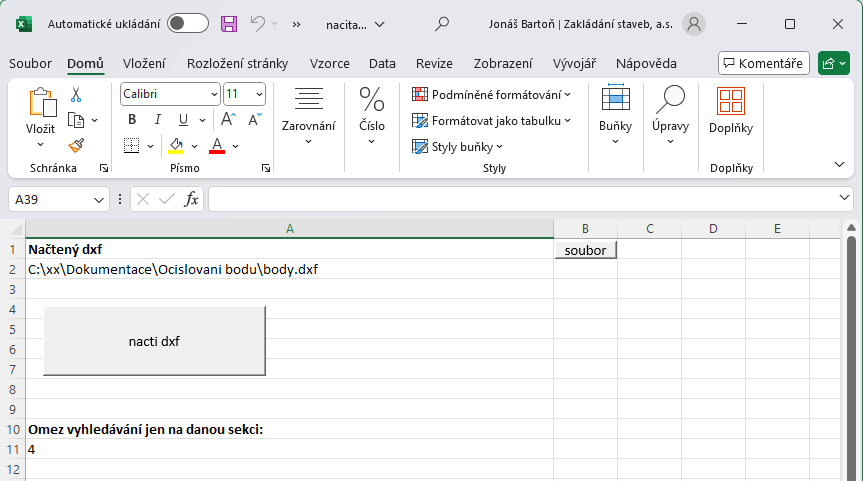 Automatické ukládání
»
nacita...
Jonáš Bartoň | Zakládání staveb, a.s.
Soubor Domů Vložení Rozložení stránky Vzorce Data Revize Zobrazení Vývojář Nápověda Komentáře
Vložit
Schránka
Calibri 11
B I U A A
A
Písmo
Zarovnání
% Číslo
Podmíněné formátování
Formátovat jako tabulku
Styly buňky
Styly
Buňky
Úpravy
Doplňky
Doplňky
A39 fx
A B C D E
1 Načtený dxf soubor
2 C:\xx\Dokumentace\Ocislovani bodu\body.dxf
3
4
5
nacti dxf
6
7
8
9
10 Omez vyhledávání jen na danou sekci:
11 4
12